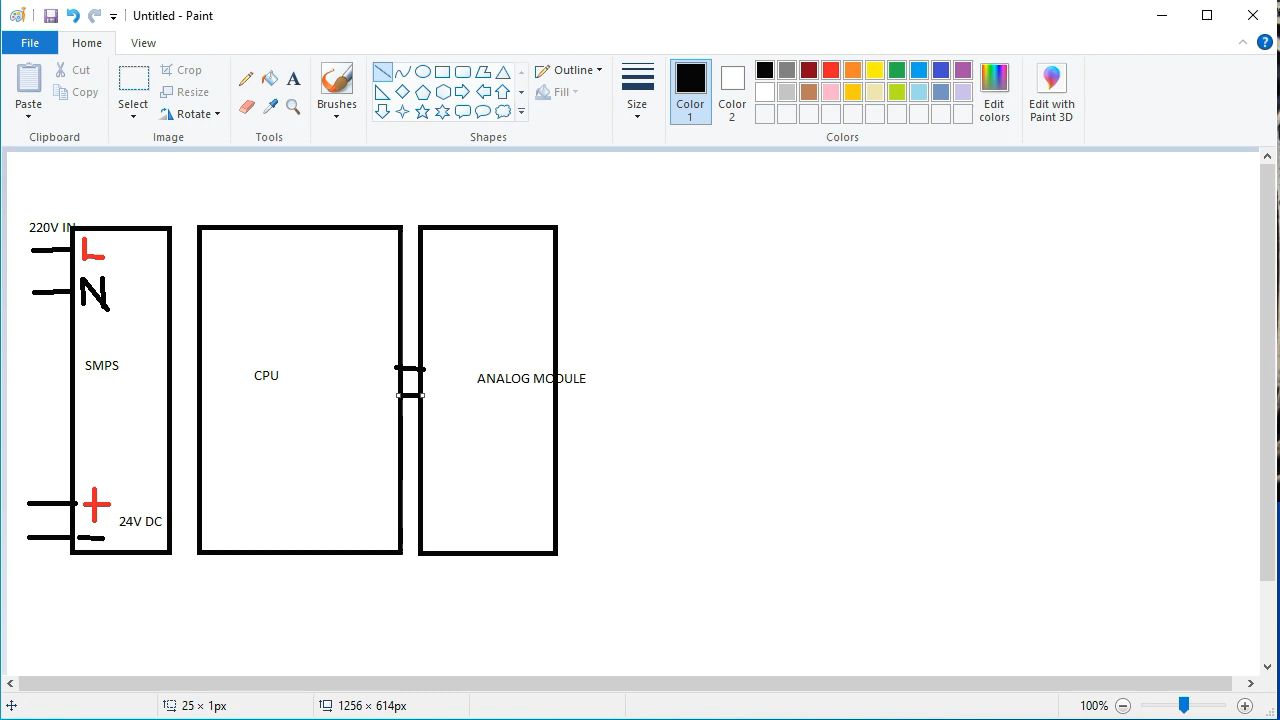 Untitled - Paint
File
Home
View
Paste
Cut
Copy
Clipboard
Select
Crop
Resize
Rotate
Image
A
Tools
Brushes
Outline
Fill
Shapes
Size
Color 1
Color 2
Edit colors
Colors
Edit with Paint 3D
220V IN
L
N
SMPS
+
24V DC
-
CPU
ANALOG MODULE
25 × 1px
1256 × 614px
100%